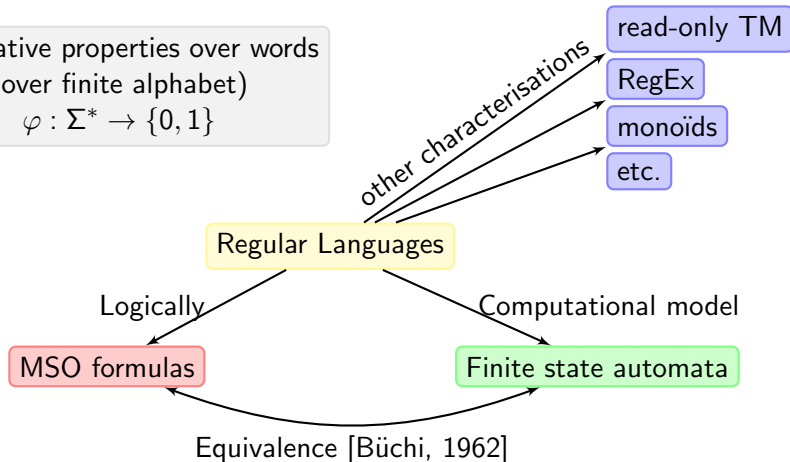 ative properties over words
over finite alphabet)
φ : Σ* → {0, 1}
read-only TM
RegEx
monoïds
etc.
other characterisations
Regular Languages
Logically
Computational model
MSO formulas
Finite state automata
Equivalence [Büchi, 1962]